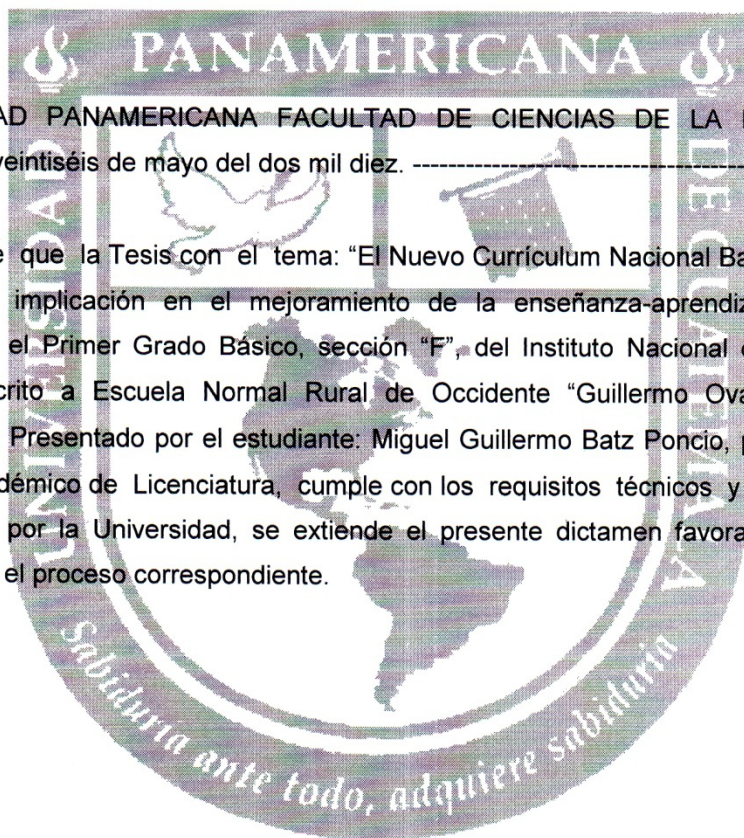 PANAMERICANA
UNIVERSIDAD
DE GUATEMALA
AD PANAMERICANA FACULTAD DE CIENCIAS DE LA
veintiséis de mayo del dos mil diez. ----------------------------------------
e que la Tesis con el tema: “El Nuevo Currículum Nacional Ba
implicación en el mejoramiento de la enseñanza-aprendiz
el Primer Grado Básico, sección “F”, del Instituto Nacional
crito a Escuela Normal Rural de Occidente “Guillermo Ova
Presentado por el estudiante: Miguel Guillermo Batz Poncio, p
démico de Licenciatura, cumple con los requisitos técnicos y
por la Universidad, se extiende el presente dictamen favora
el proceso correspondiente.
Sabiduría ante todo, adquiere sabiduría